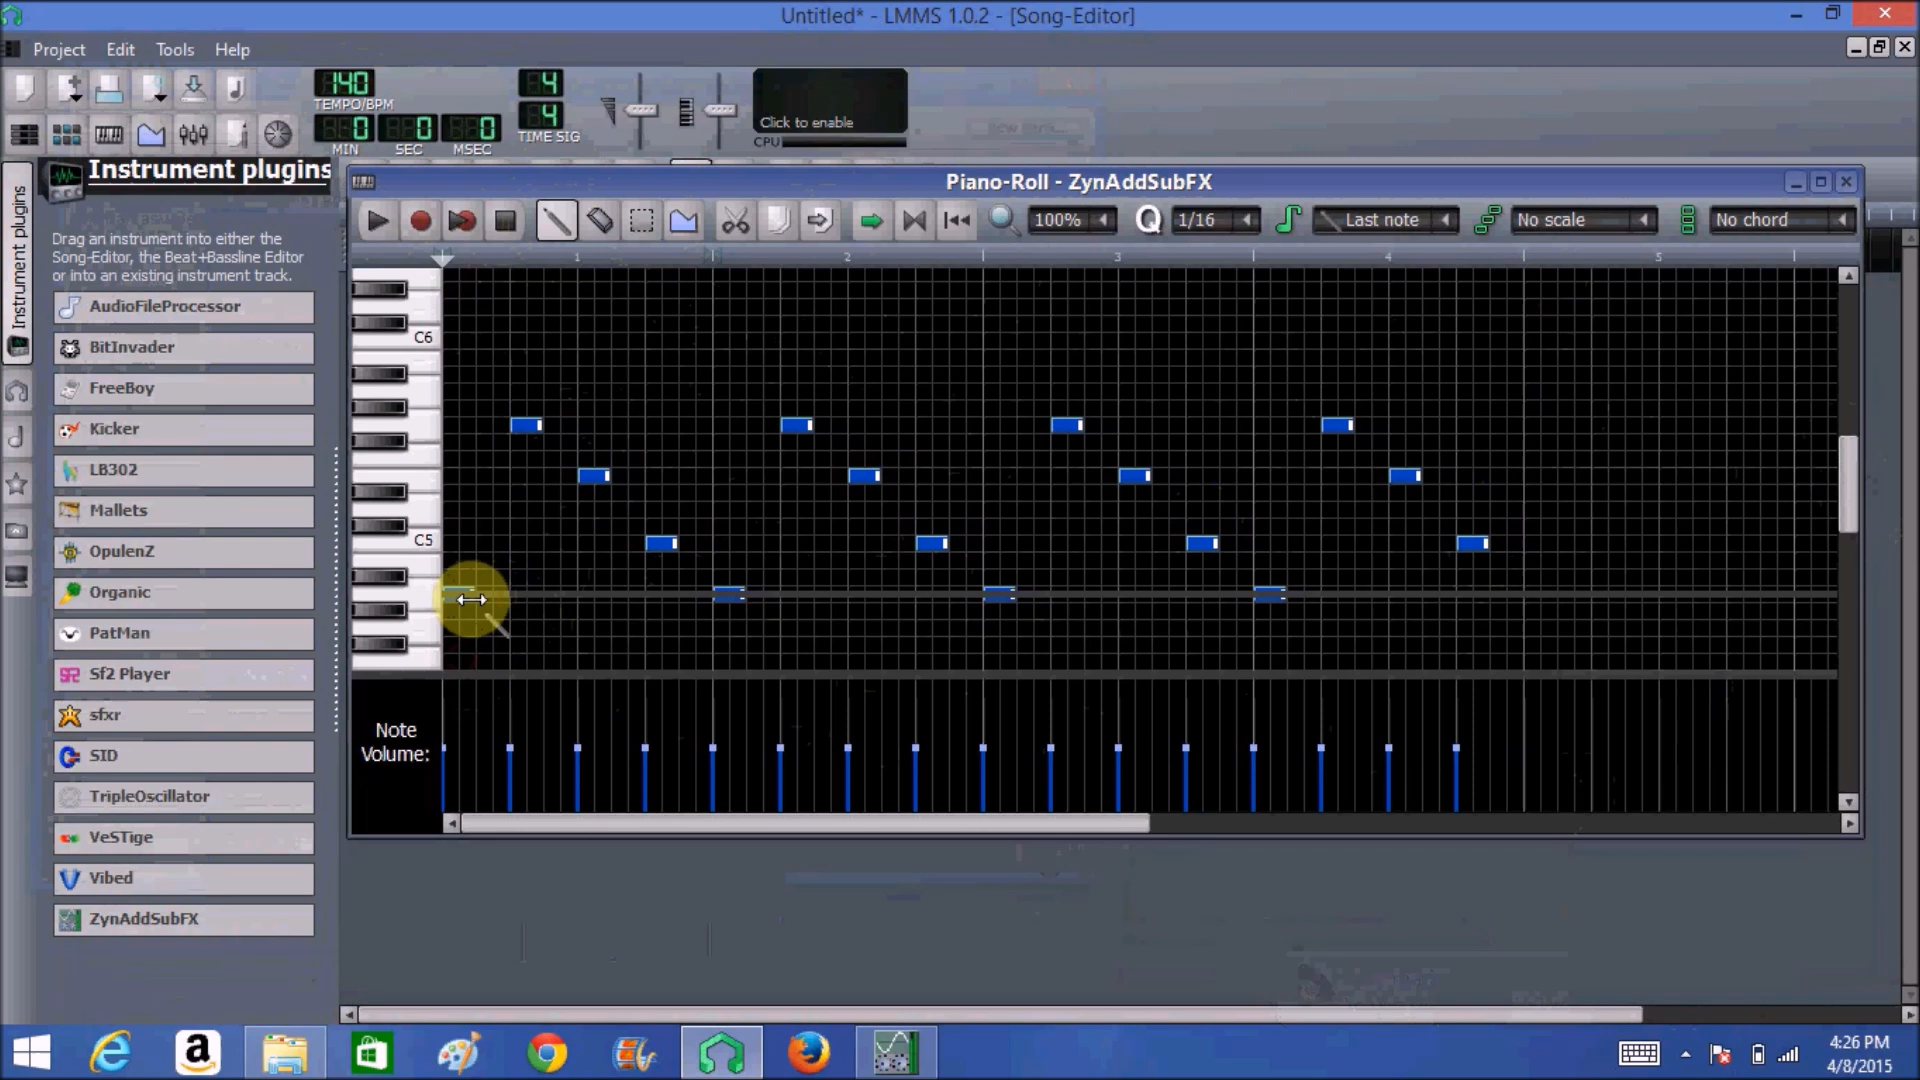 Untitled* - LMMS 1.0.2 - [Song-Editor]
Project Edit Tools Help
140
TEMPO/BPM
4
4
TIME SIG
0 0 0
MIN SEC MSEC
Click to enable
CPU
Instrument plugins
Instrument plugins
Drag an instrument into either the
Song-Editor, the Beat+Bassline Editor
or into an existing instrument track.
AudioFileProcessor
BitInvader
FreeBoy
Kicker
LB302
Mallets
OpulenZ
Organic
PatMan
Sf2 Player
sfxr
SID
TripleOscillator
VeSTige
Vibed
ZynAddSubFX
Piano-Roll - ZynAddSubFX
100% Q 1/16 Last note No scale No chord
1 2 3 4 5
C6
C5
Note
Volume:
4:26 PM
4/8/2015